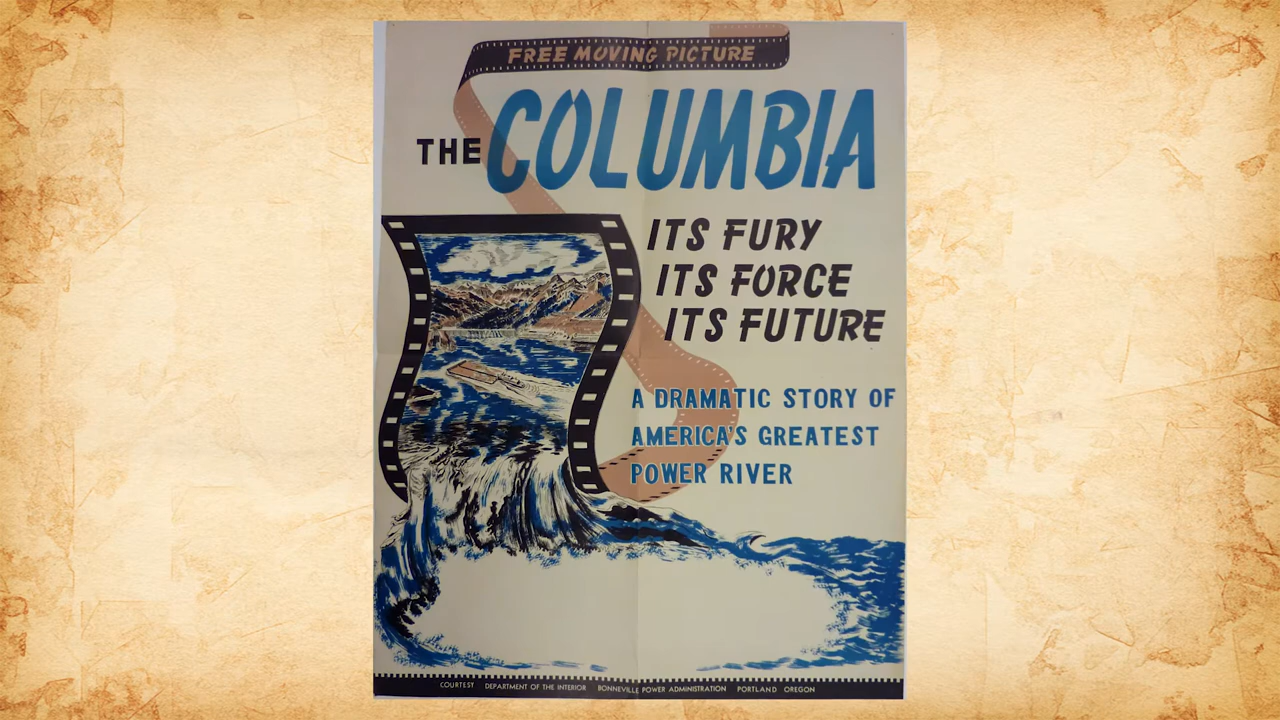 FREE MOVING PICTURE
THE COLUMBIA
ITS FURY
ITS FORCE
ITS FUTURE
A DRAMATIC STORY OF
AMERICA'S GREATEST
POWER RIVER
COURTESY DEPARTMENT OF THE INTERIOR BONNEVILLE POWER ADMINISTRATION PORTLAND OREGON